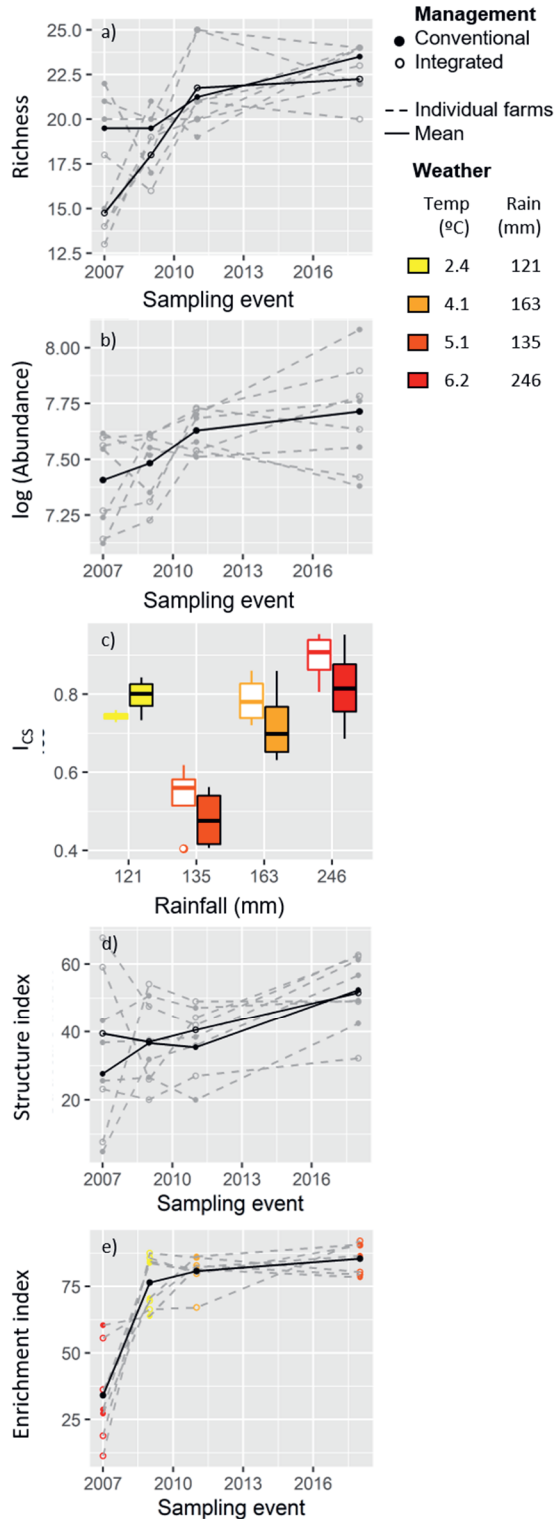 a)
25.0
22.5
20.0
17.5
15.0
12.5
Richness
2007 2010 2013 2016
Sampling event
Management
Conventional
Integrated
Individual farms
Mean
Weather
Temp Rain
(ºC) (mm)
2.4 121
4.1 163
5.1 135
6.2 246
b)
8.00
7.75
7.50
7.25
log (Abundance)
2007 2010 2013 2016
Sampling event
c)
0.8
0.6
0.4
ICS
121 135 163 246
Rainfall (mm)
d)
60
40
20
Structure index
2007 2010 2013 2016
Sampling event
e)
75
50
25
Enrichment index
2007 2010 2013 2016
Sampling event